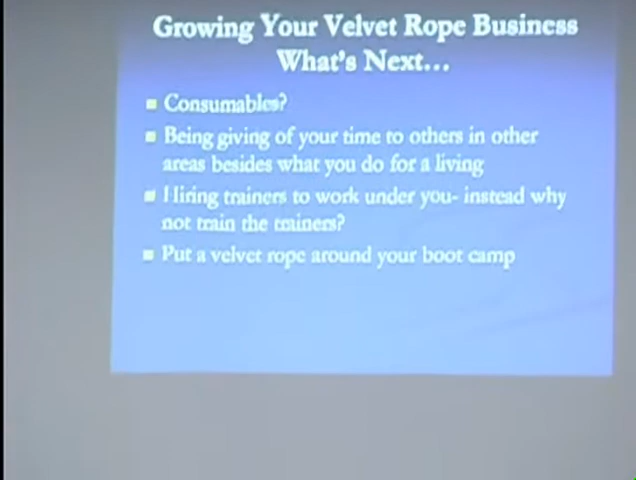 Growing Your Velvet Rope Business
What's Next...
Consumables?
Being giving of your time to others in other
areas besides what you do for a living
Hiring trainers to work under you- instead why
not train the trainers?
Put a velvet rope around your boot camp